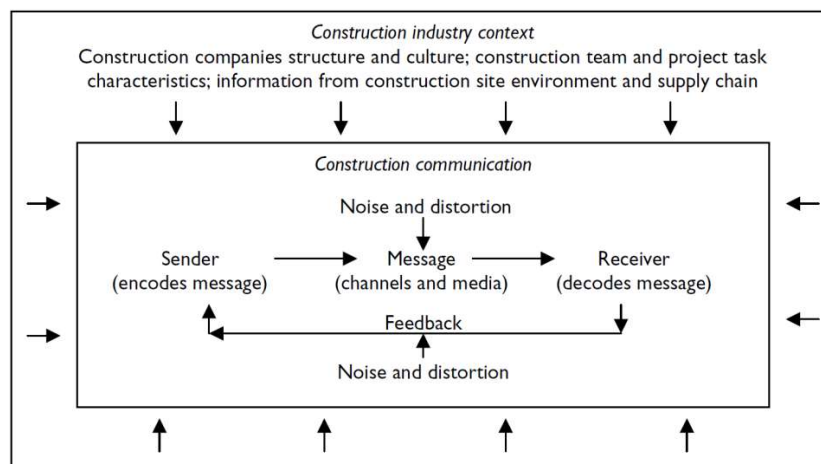 Construction industry context
Construction companies structure and culture; construction team and project task
characteristics; information from construction site environment and supply chain
Construction communication
Noise and distortion
Sender
(encodes message)
Message
(channels and media)
Receiver
(decodes message)
Feedback
Noise and distortion